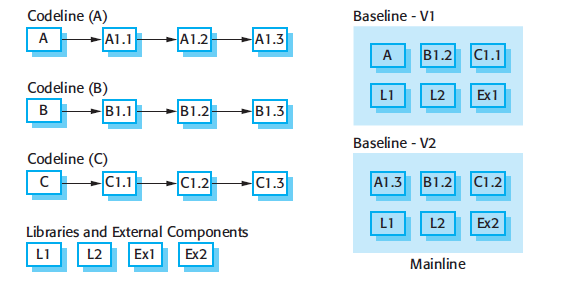 Codeline (A)
A A1.1 A1.2 A1.3
Codeline (B)
B B1.1 B1.2 B1.3
Codeline (C)
C C1.1 C1.2 C1.3
Libraries and External Components
L1 L2 Ex1 Ex2
Baseline - V1
A B1.2 C1.1
L1 L2 Ex1
Baseline - V2
A1.3 B1.2 C1.2
L1 L2 Ex2
Mainline